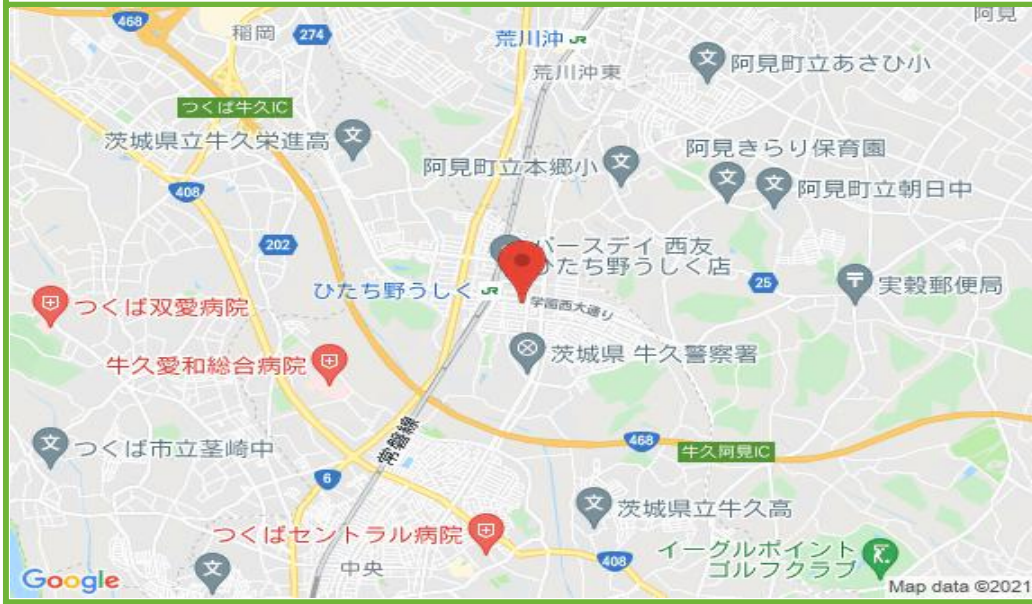 阿見
468
稲岡
274
荒川沖 JR
荒川沖東
阿見町立あさひ小
つくば牛久IC
茨城県立牛久栄進高
阿見町立本郷小
阿見きらり保育園
阿見町立朝日中
408
202
バースデイ 西友
ひたち野うしく店
25
実穀郵便局
ひたち野うしく JR
学園西大通り
つくば双愛病院
茨城県 牛久警察署
牛久愛和総合病院
常磐線
468
牛久阿見IC
つくば市立茎崎中
6
茨城県立牛久高
つくばセントラル病院
イーグルポイント
ゴルフクラブ
408
中央
Google
Map data ©2021